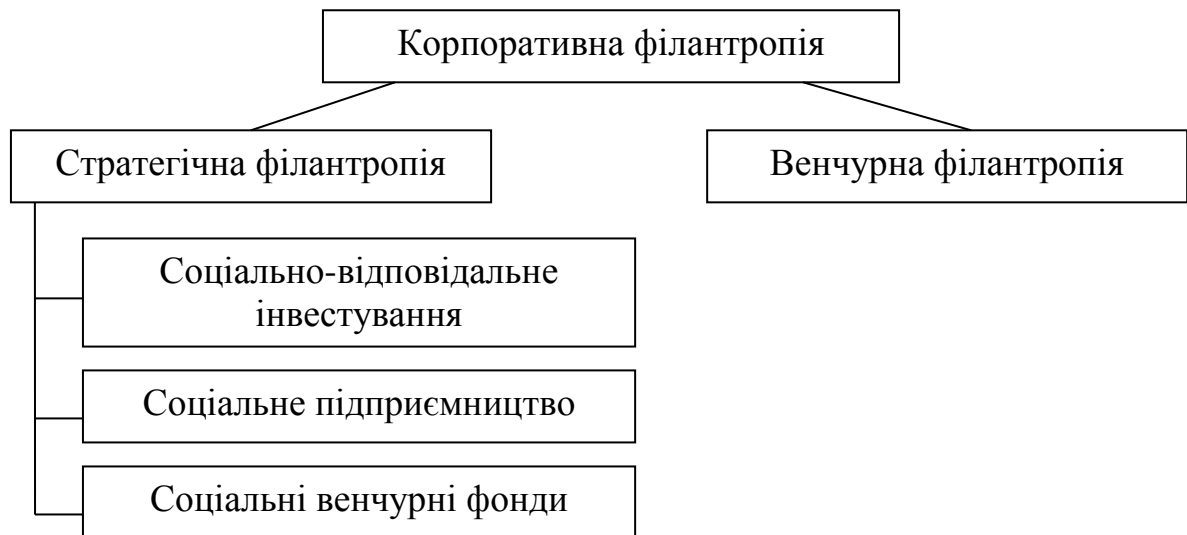 Корпоративна філантропія
Стратегічна філантропія
Венчурна філантропія
Соціально-відповідальне
інвестування
Соціальне підприємництво
Соціальні венчурні фонди